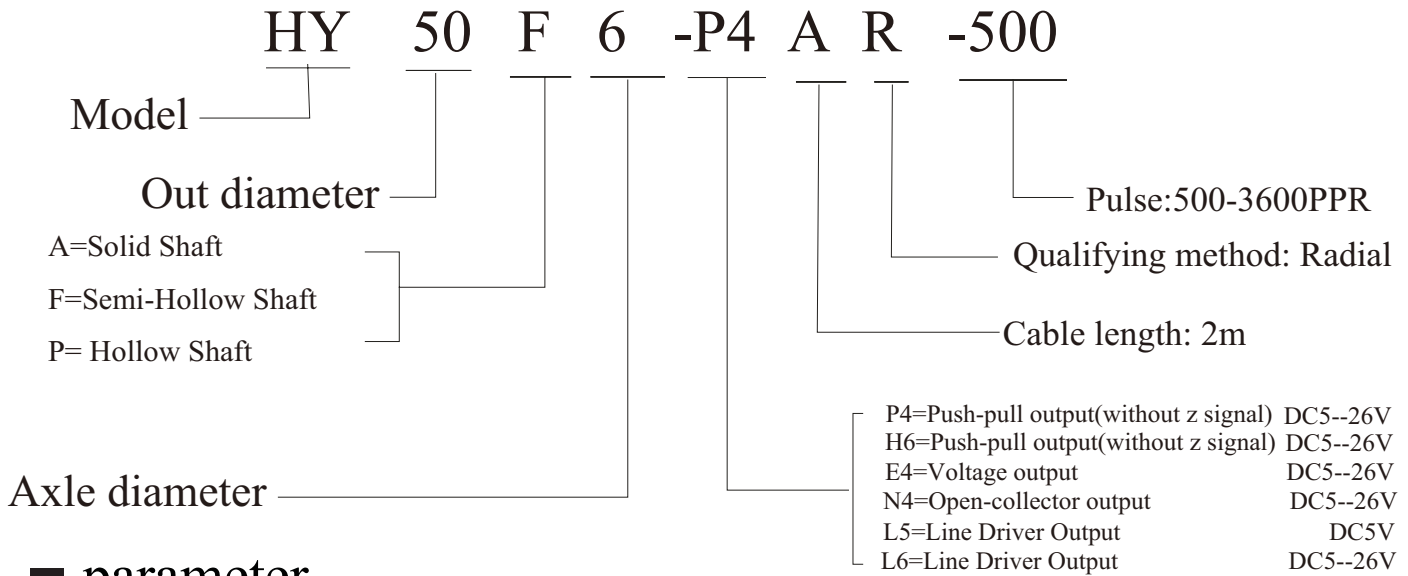 HY 50 F 6 -P4 A R -500
Model
Out diameter
Pulse:500-3600PPR
A=Solid Shaft
Qualifying method: Radial
F=Semi-Hollow Shaft
Cable length: 2m
P= Hollow Shaft
P4=Push-pull output(without z signal) DC5--26V
H6=Push-pull output(without z signal) DC5--26V
E4=Voltage output DC5--26V
Axle diameter
N4=Open-collector output DC5--26V
L5=Line Driver Output DC5V
L6=Line Driver Output DC5--26V
parameter